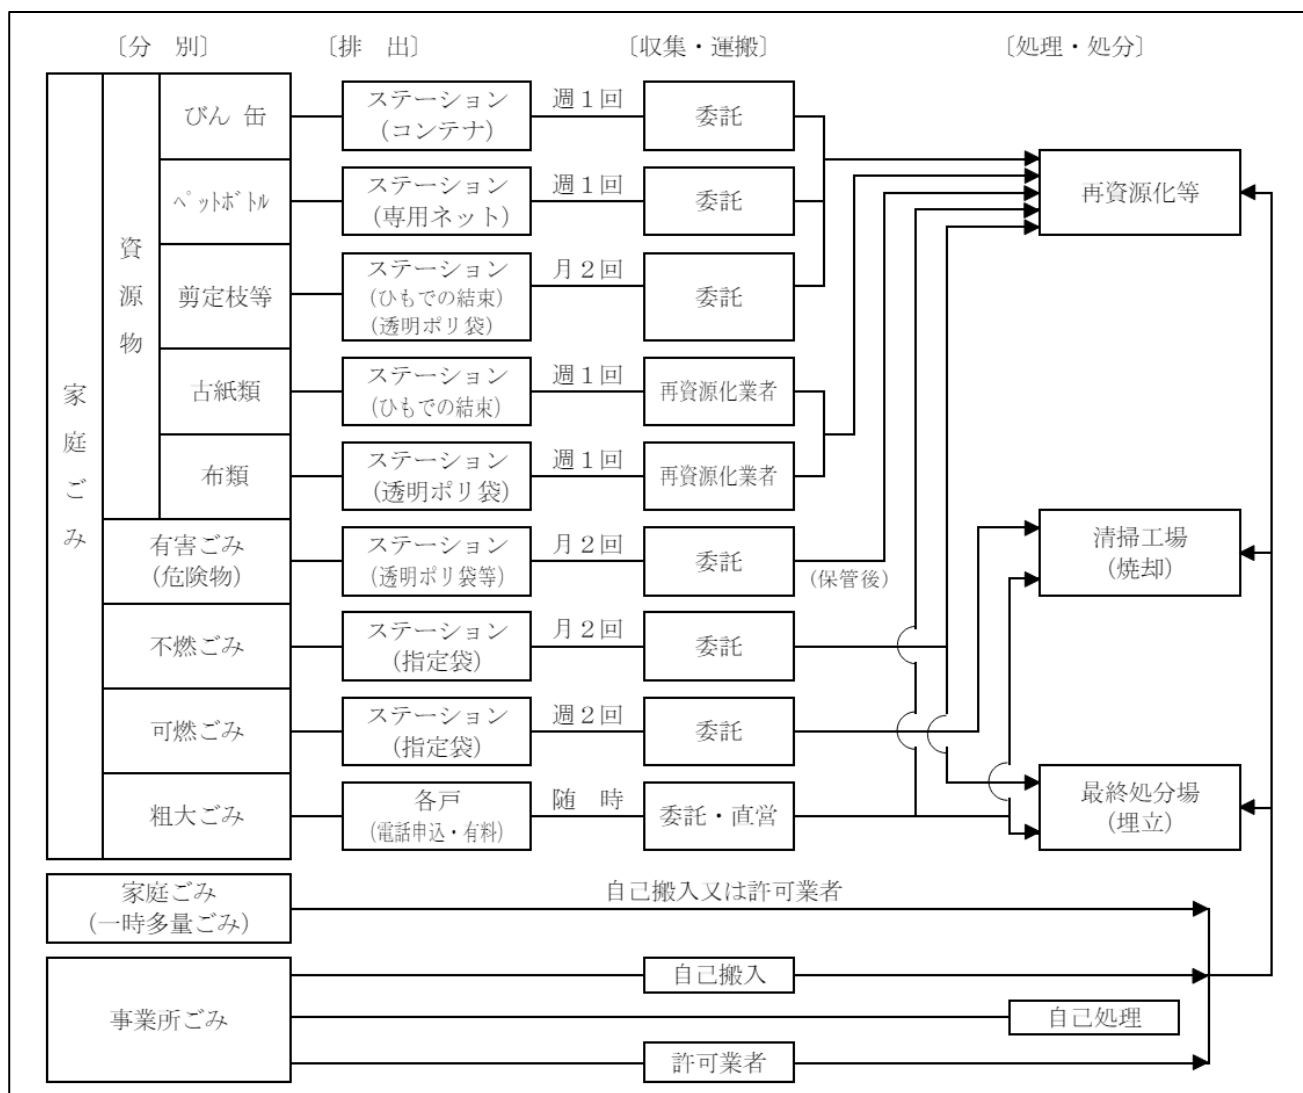 〔分　別〕　〔排　出〕　〔収集・運搬〕　〔処理・処分〕
家庭ごみ
資源物
びん 缶
ステーション
(コンテナ)
週１回
委託
ペットボトル
ステーション
(専用ネット)
週１回
委託
剪定枝等
ステーション
(ひもでの結束)
(透明ポリ袋)
月２回
委託
古紙類
ステーション
(ひもでの結束)
週１回
再資源化業者
布類
ステーション
(透明ポリ袋)
週１回
再資源化業者
有害ごみ
(危険物)
ステーション
(透明ポリ袋等)
月２回
委託
(保管後)
不燃ごみ
ステーション
(指定袋)
月２回
委託
可燃ごみ
ステーション
(指定袋)
週２回
委託
粗大ごみ
各戸
(電話申込・有料)
随　時
委託・直営
再資源化等
清掃工場
(焼却)
最終処分場
(埋立)
家庭ごみ
(一時多量ごみ)
自己搬入又は許可業者
事業所ごみ
自己搬入
自己処理
許可業者